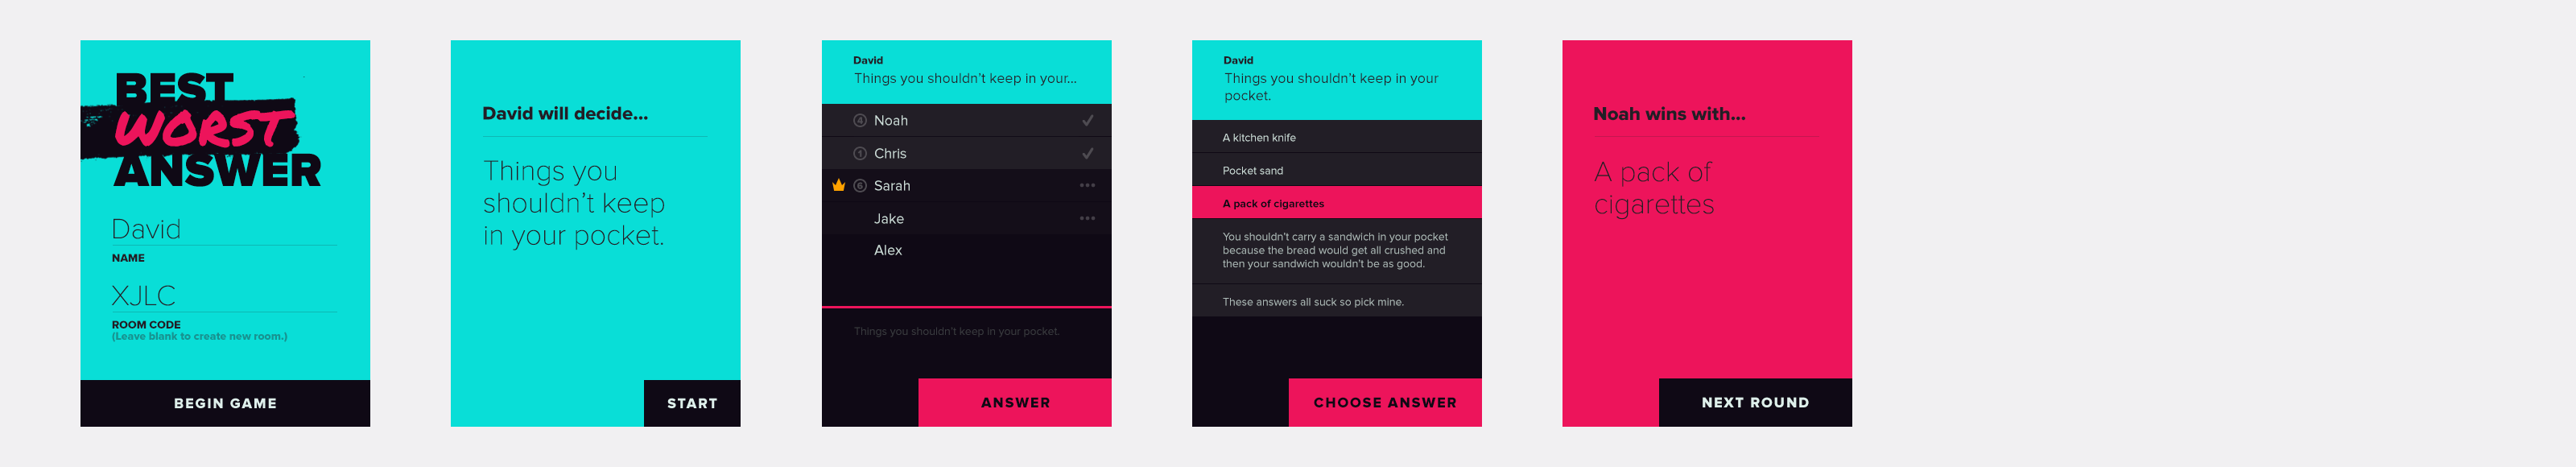 BEST
WORST
ANSWER
David
NAME
XJLC
ROOM CODE
(Leave blank to create new room.)
BEGIN GAME
David will decide...
Things you
shouldn't keep
in your pocket.
START
David
Things you shouldn't keep in your...
4 Noah
1 Chris
6 Sarah
Jake
Alex
Things you shouldn't keep in your pocket.
ANSWER
David
Things you shouldn't keep in your
pocket.
A kitchen knife
Pocket sand
A pack of cigarettes
You shouldn't carry a sandwich in your pocket
because the bread would get all crushed and
then your sandwich wouldn't be as good.
These answers all suck so pick mine.
CHOOSE ANSWER
Noah wins with...
A pack of
cigarettes
NEXT ROUND